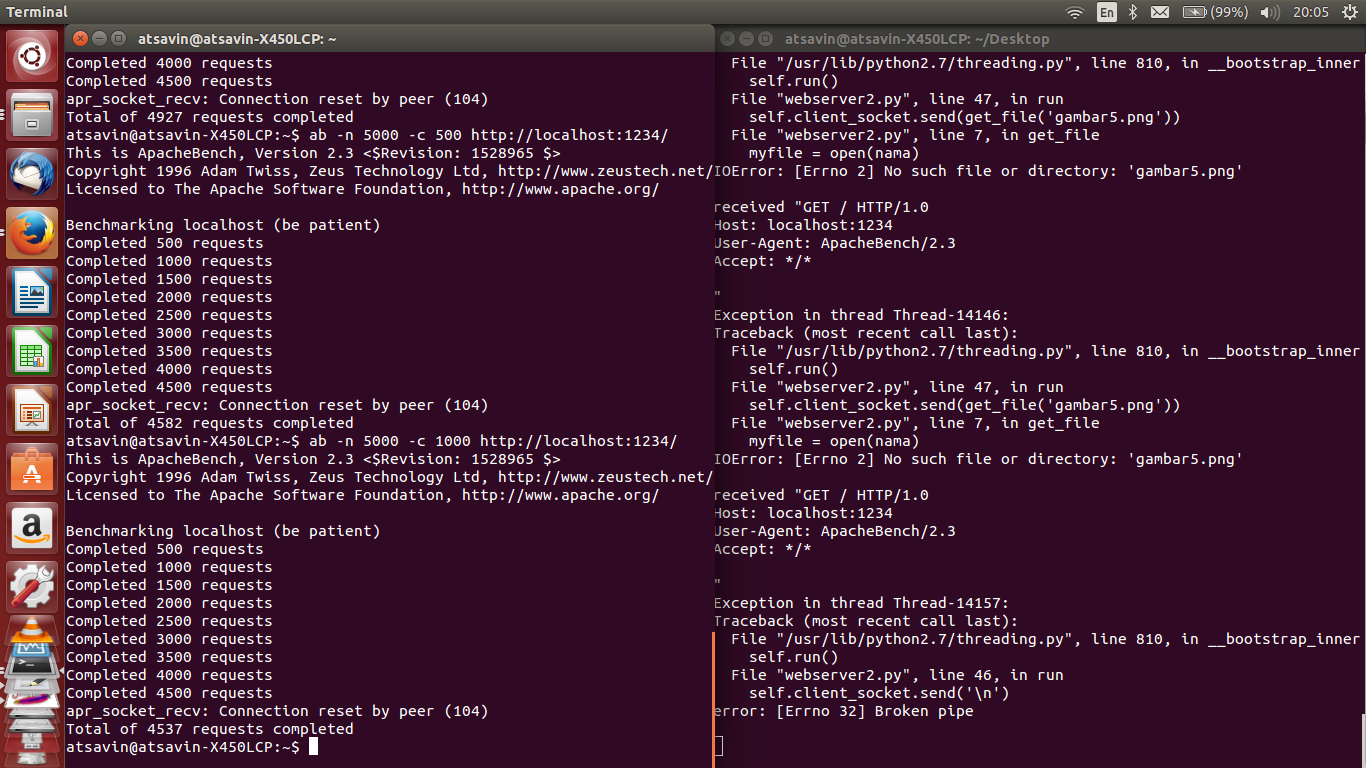 Terminal
En
(99%)
20:05
atsavin@atsavin-X450LCP: ~
Completed 4000 requests
Completed 4500 requests
apr_socket_recv: Connection reset by peer (104)
Total of 4927 requests completed
atsavin@atsavin-X450LCP:~$ ab -n 5000 -c 500 http://localhost:1234/
This is ApacheBench, Version 2.3 <$Revision: 1528965 $>
Copyright 1996 Adam Twiss, Zeus Technology Ltd, http://www.zeustech.net/
Licensed to The Apache Software Foundation, http://www.apache.org/

Benchmarking localhost (be patient)
Completed 500 requests
Completed 1000 requests
Completed 1500 requests
Completed 2000 requests
Completed 2500 requests
Completed 3000 requests
Completed 3500 requests
Completed 4000 requests
Completed 4500 requests
apr_socket_recv: Connection reset by peer (104)
Total of 4582 requests completed
atsavin@atsavin-X450LCP:~$ ab -n 5000 -c 1000 http://localhost:1234/
This is ApacheBench, Version 2.3 <$Revision: 1528965 $>
Copyright 1996 Adam Twiss, Zeus Technology Ltd, http://www.zeustech.net/
Licensed to The Apache Software Foundation, http://www.apache.org/

Benchmarking localhost (be patient)
Completed 500 requests
Completed 1000 requests
Completed 1500 requests
Completed 2000 requests
Completed 2500 requests
Completed 3000 requests
Completed 3500 requests
Completed 4000 requests
Completed 4500 requests
apr_socket_recv: Connection reset by peer (104)
Total of 4537 requests completed
atsavin@atsavin-X450LCP:~$
atsavin@atsavin-X450LCP: ~/Desktop
File "/usr/lib/python2.7/threading.py", line 810, in __bootstrap_inner
self.run()
File "webserver2.py", line 47, in run
self.client_socket.send(get_file('gambar5.png'))
File "webserver2.py", line 7, in get_file
myfile = open(nama)
IOError: [Errno 2] No such file or directory: 'gambar5.png'

received "GET / HTTP/1.0
Host: localhost:1234
User-Agent: ApacheBench/2.3
Accept: */*

"
Exception in thread Thread-14146:
Traceback (most recent call last):
File "/usr/lib/python2.7/threading.py", line 810, in __bootstrap_inner
self.run()
File "webserver2.py", line 47, in run
self.client_socket.send(get_file('gambar5.png'))
File "webserver2.py", line 7, in get_file
myfile = open(nama)
IOError: [Errno 2] No such file or directory: 'gambar5.png'

received "GET / HTTP/1.0
Host: localhost:1234
User-Agent: ApacheBench/2.3
Accept: */*

"
Exception in thread Thread-14157:
Traceback (most recent call last):
File "/usr/lib/python2.7/threading.py", line 810, in __bootstrap_inner
self.run()
File "webserver2.py", line 46, in run
self.client_socket.send('\n')
error: [Errno 32] Broken pipe